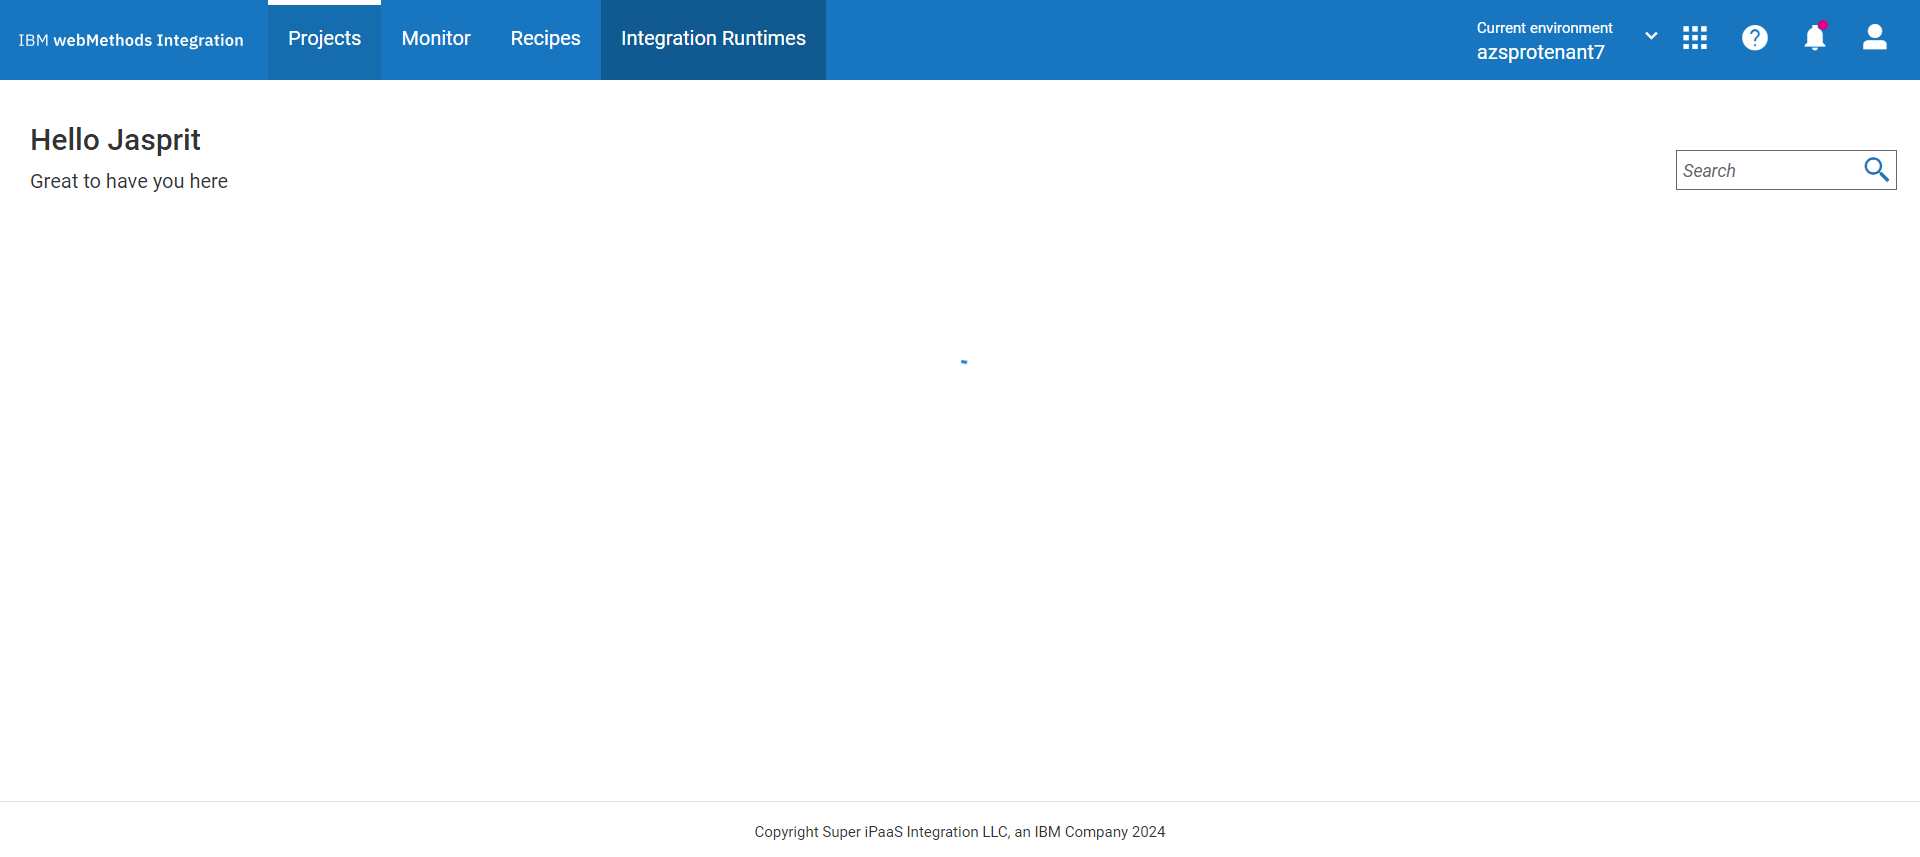 IBM webMethods Integration
Projects
Monitor
Recipes
Integration Runtimes
Current environment
azsprotenant7
Hello Jasprit
Great to have you here
Search
Copyright Super iPaaS Integration LLC, an IBM Company 2024